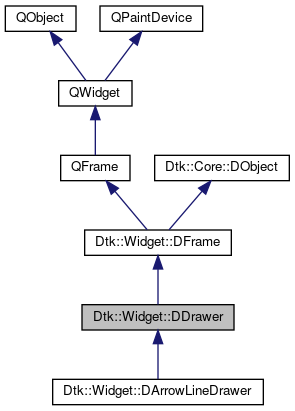 QObject
QPaintDevice
QWidget
QFrame
Dtk::Core::DObject
Dtk::Widget::DFrame
Dtk::Widget::DDrawer
Dtk::Widget::DArrowLineDrawer